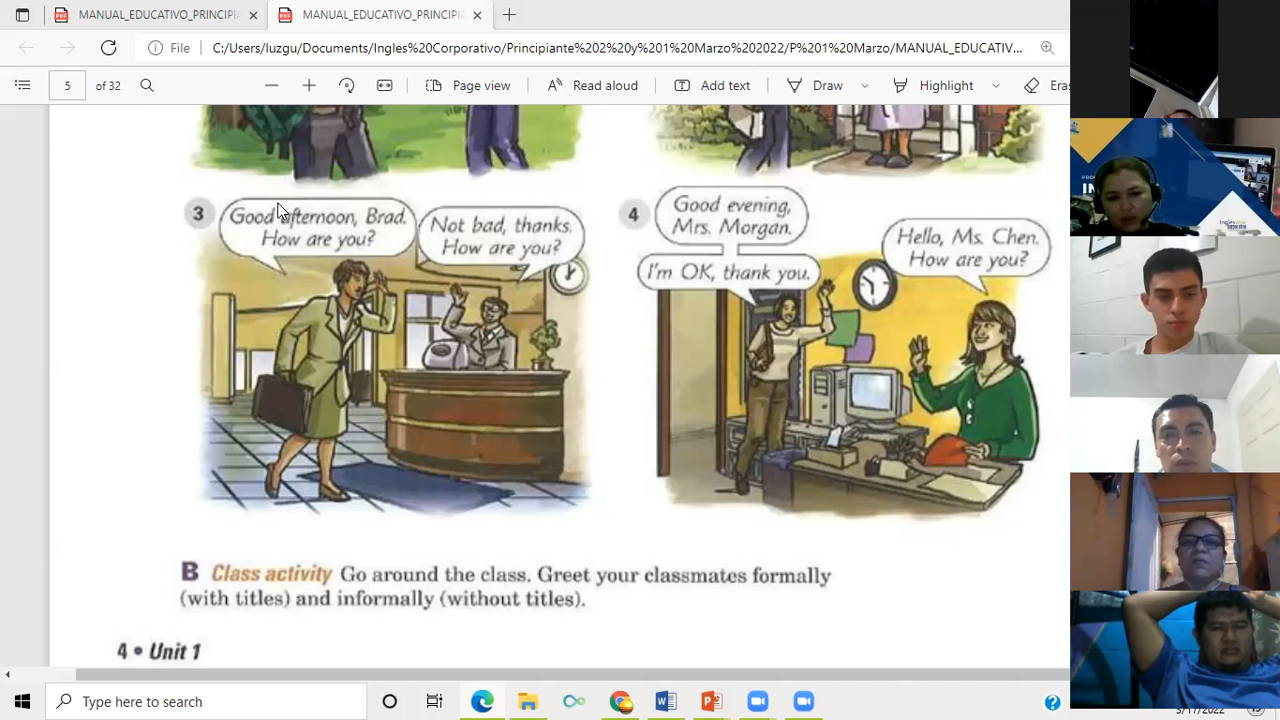 MANUAL_EDUCATIVO_PRINCIPI
MANUAL_EDUCATIVO_PRINCIPI
File
C:/Users/luzgu/Documents/Ingles%20Corporativo/Principiante%202%20y%201%20Marzo%202022/P%201%20Marzo/MANUAL_EDUCATIV...
5 of 32
Page view
Read aloud
Add text
Draw
Highlight
Eras
3
Good afternoon, Brad.
How are you?
Not bad, thanks.
How are you?
4
Good evening,
Mrs. Morgan.
I'm OK, thank you.
Hello, Ms. Chen.
How are you?
B Class activity Go around the class. Greet your classmates formally
(with titles) and informally (without titles).
4 • Unit 1
Type here to search
3/17/2022